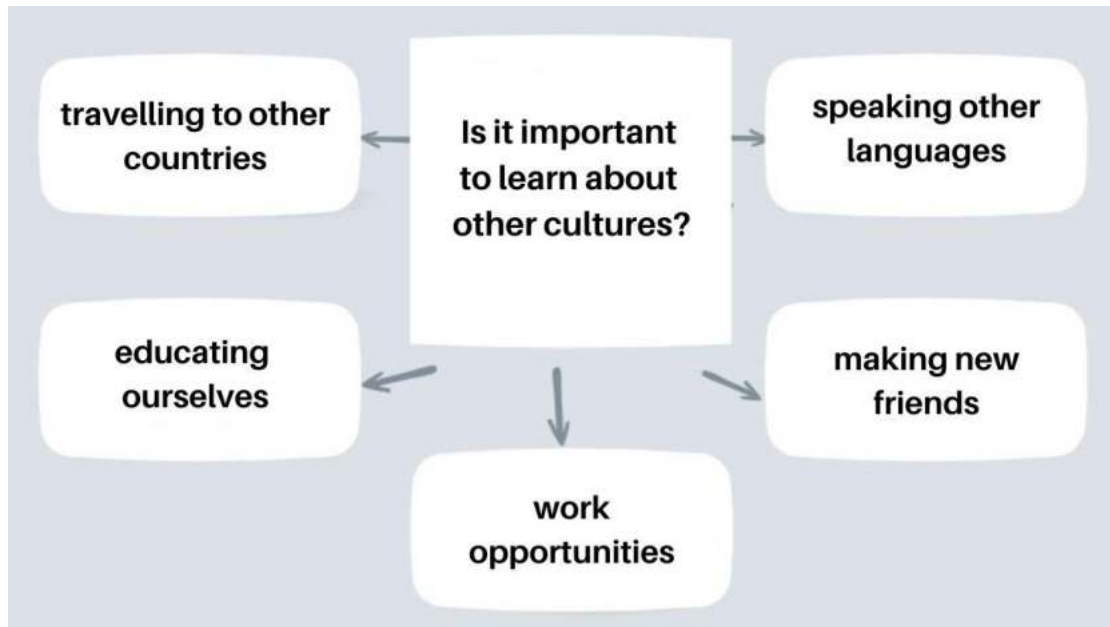 Is it important
to learn about
other cultures?
travelling to other
countries
speaking other
languages
educating
ourselves
making new
friends
work
opportunities